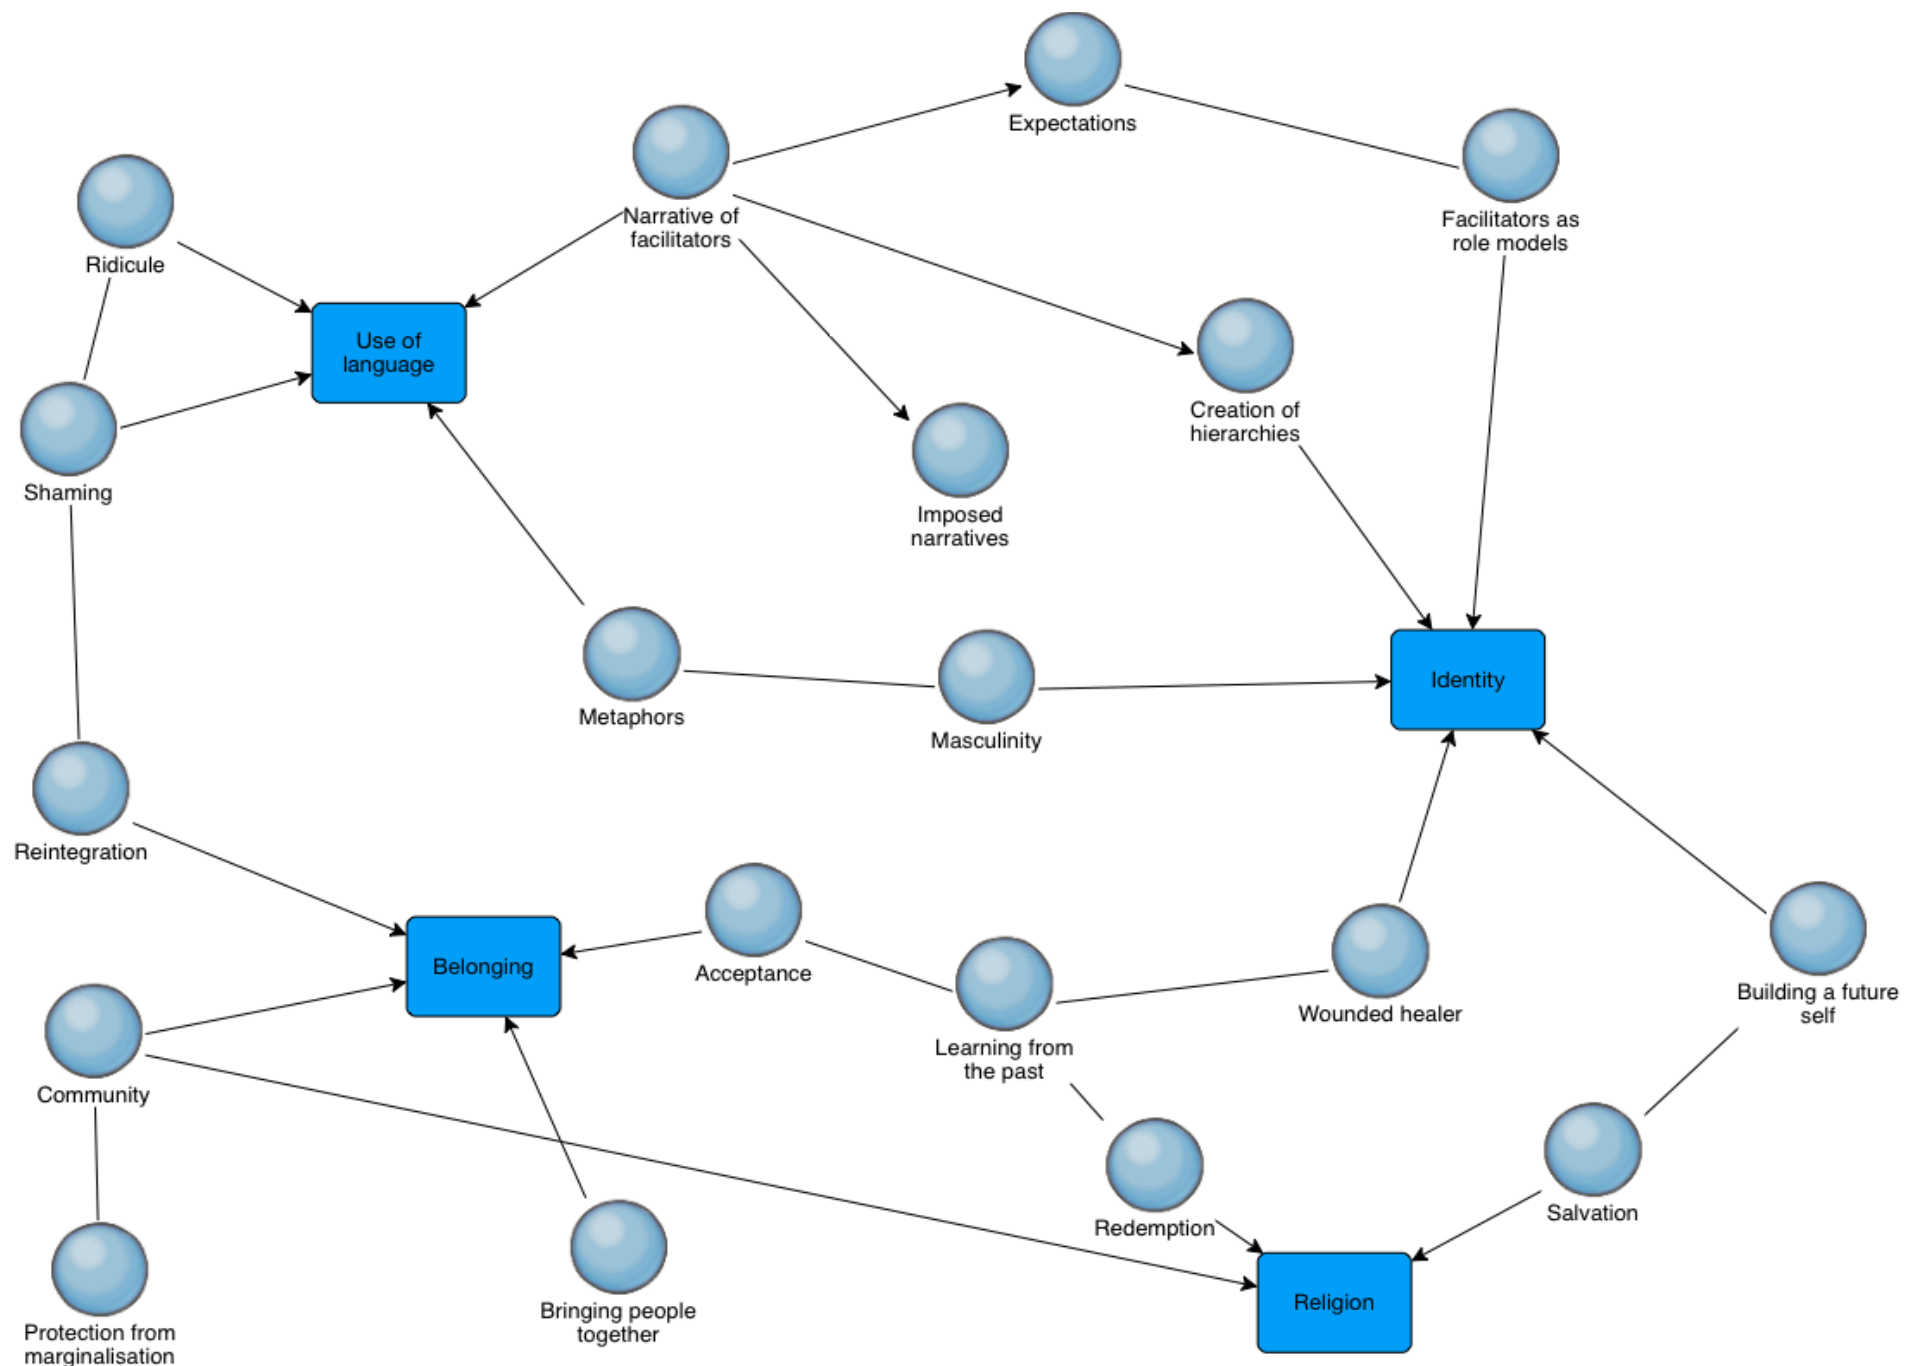 Expectations
Narrative of
facilitators
Facilitators as
role models
Ridicule
Use of
language
Creation of
hierarchies
Shaming
Imposed
narratives
Identity
Metaphors
Masculinity
Reintegration
Belonging
Acceptance
Wounded healer
Building a future
self
Learning from
the past
Community
Salvation
Redemption
Religion
Bringing people
together
Protection from
marginalisation